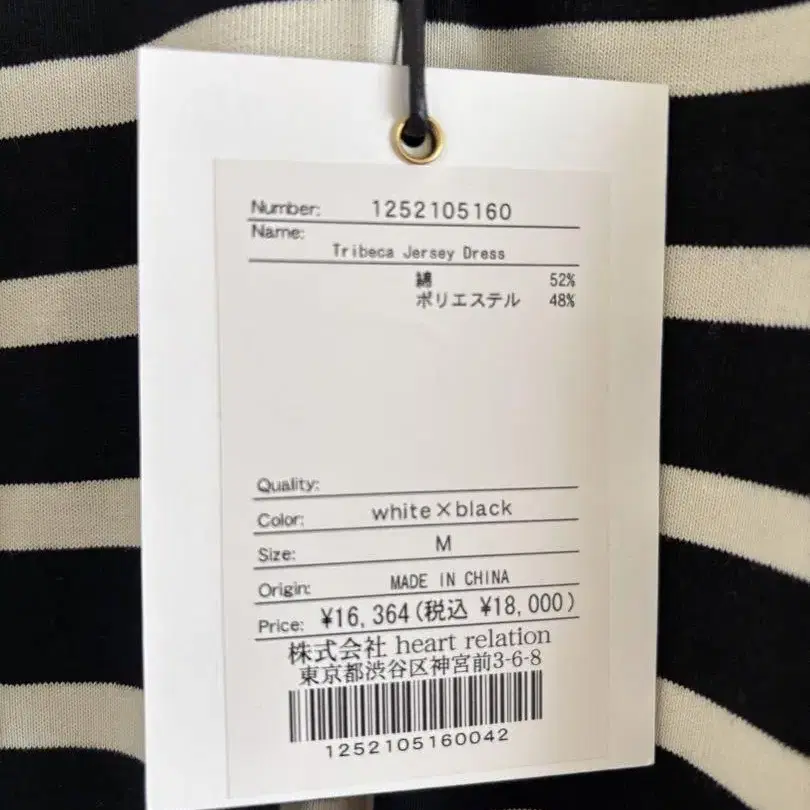 Number: 1252105160
Name:
Tribeca Jersey Dress
綿 52%
ポリエステル 48%
Quality:
Color: white×black
Size: M
Origin: MADE IN CHINA
Price: ¥16,364(税込 ¥18,000)
株式会社 heart relation
東京都渋谷区神宮前3-6-8
1252105160042